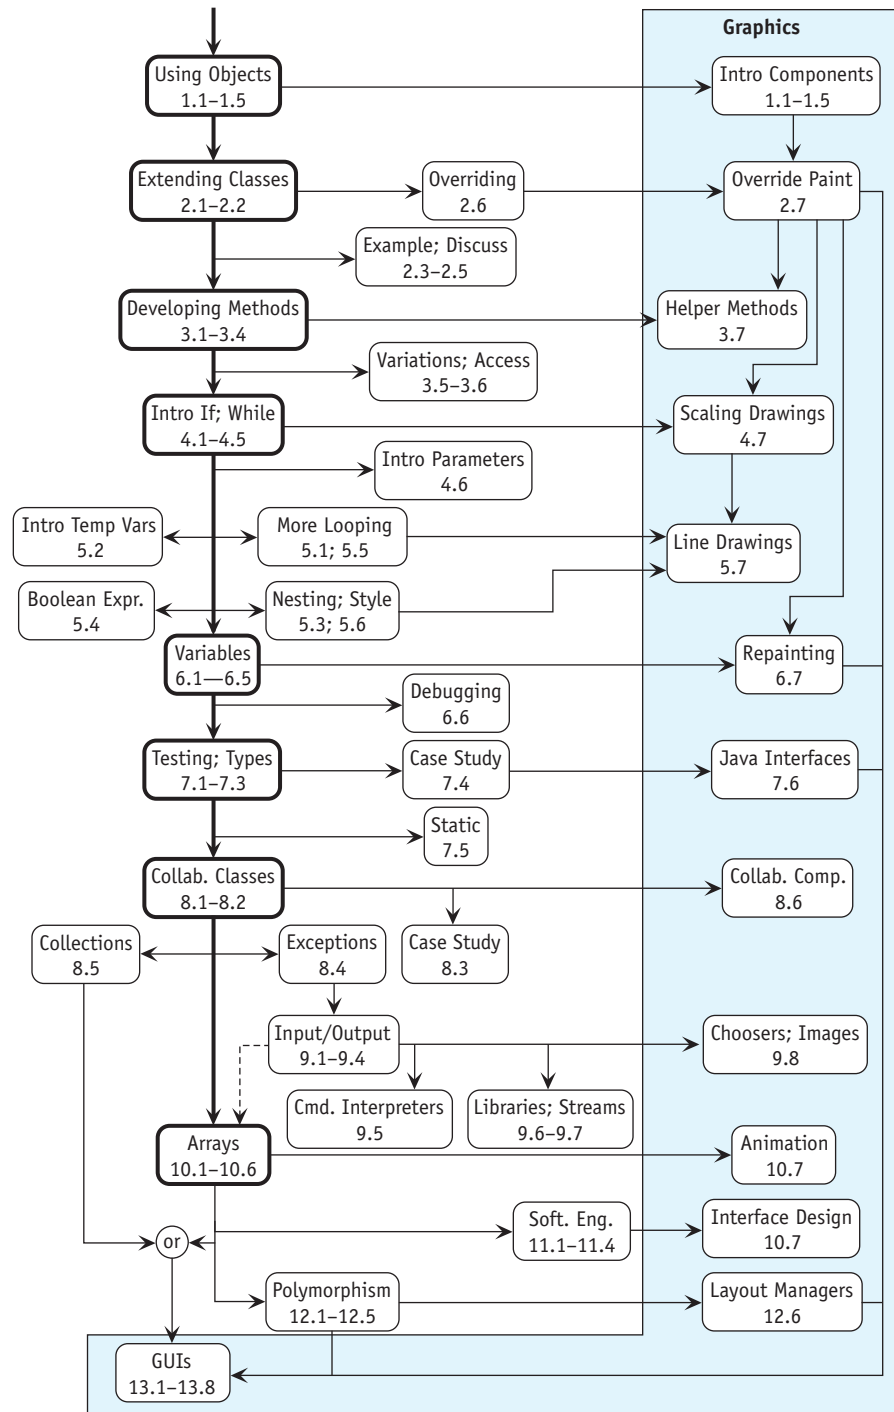 Graphics
Using Objects
1.1–1.5
Intro Components
1.1–1.5
Extending Classes
2.1–2.2
Overriding
2.6
Override Paint
2.7
Example; Discuss
2.3–2.5
Developing Methods
3.1–3.4
Helper Methods
3.7
Variations; Access
3.5–3.6
Intro If; While
4.1–4.5
Scaling Drawings
4.7
Intro Parameters
4.6
Intro Temp Vars
5.2
More Looping
5.1; 5.5
Line Drawings
5.7
Boolean Expr.
5.4
Nesting; Style
5.3; 5.6
Variables
6.1—6.5
Repainting
6.7
Debugging
6.6
Testing; Types
7.1–7.3
Case Study
7.4
Java Interfaces
7.6
Static
7.5
Collab. Classes
8.1–8.2
Collab. Comp.
8.6
Collections
8.5
Exceptions
8.4
Case Study
8.3
Input/Output
9.1–9.4
Choosers; Images
9.8
Cmd. Interpreters
9.5
Libraries; Streams
9.6–9.7
Arrays
10.1–10.6
Animation
10.7
or
Soft. Eng.
11.1–11.4
Interface Design
10.7
Polymorphism
12.1–12.5
Layout Managers
12.6
GUIs
13.1–13.8